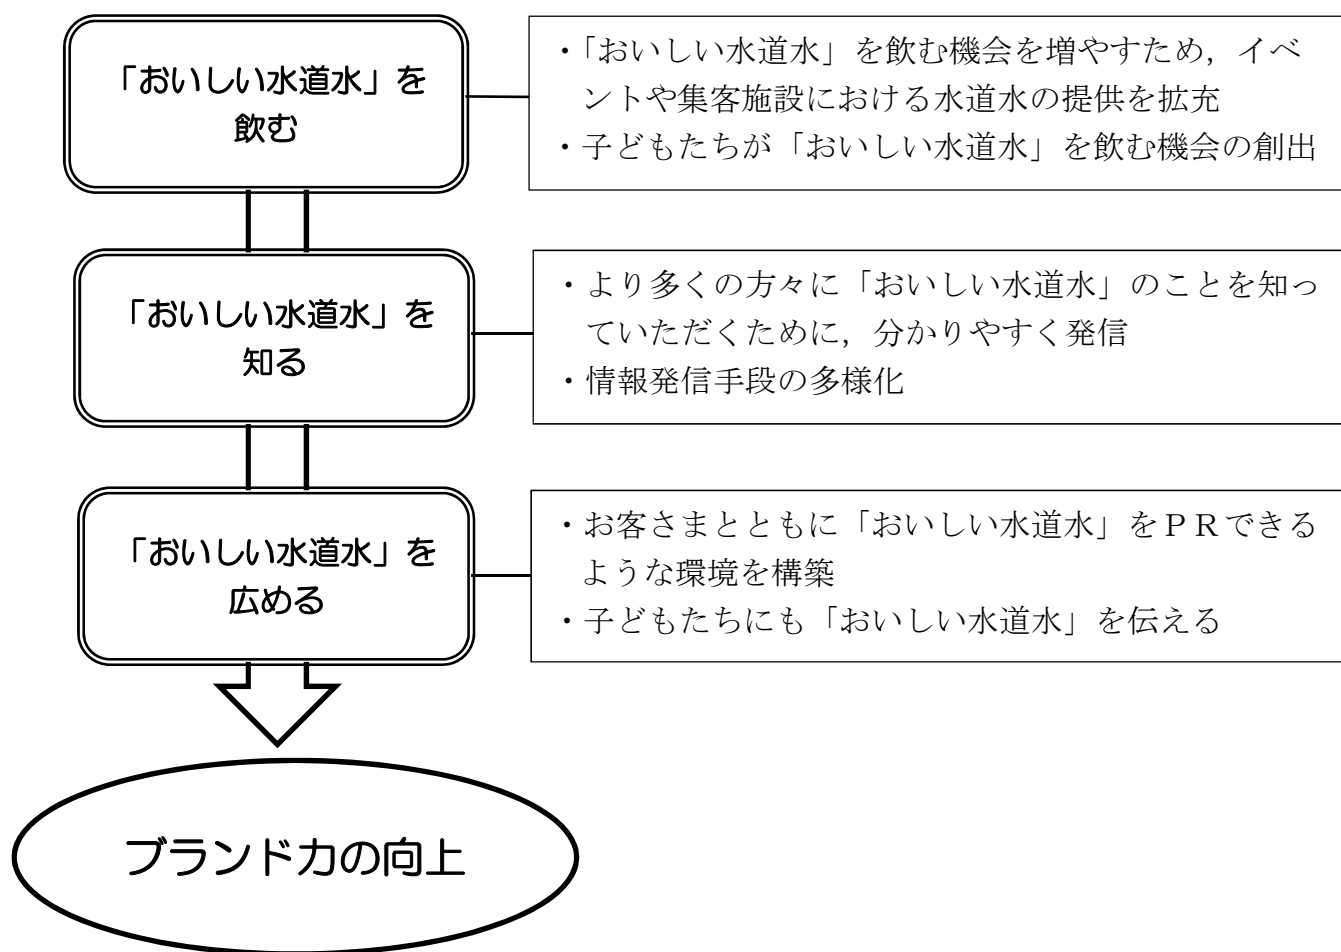 「おいしい水道水」を
飲む
・「おいしい水道水」を飲む機会を増やすため，イベ
ントや集客施設における水道水の提供を拡充
・子どもたちが「おいしい水道水」を飲む機会の創出
「おいしい水道水」を
知る
・より多くの方々に「おいしい水道水」のことを知っ
ていただくために，分かりやすく発信
・情報発信手段の多様化
「おいしい水道水」を
広める
・お客さまとともに「おいしい水道水」をＰＲできる
ような環境を構築
・子どもたちにも「おいしい水道水」を伝える
ブランド力の向上